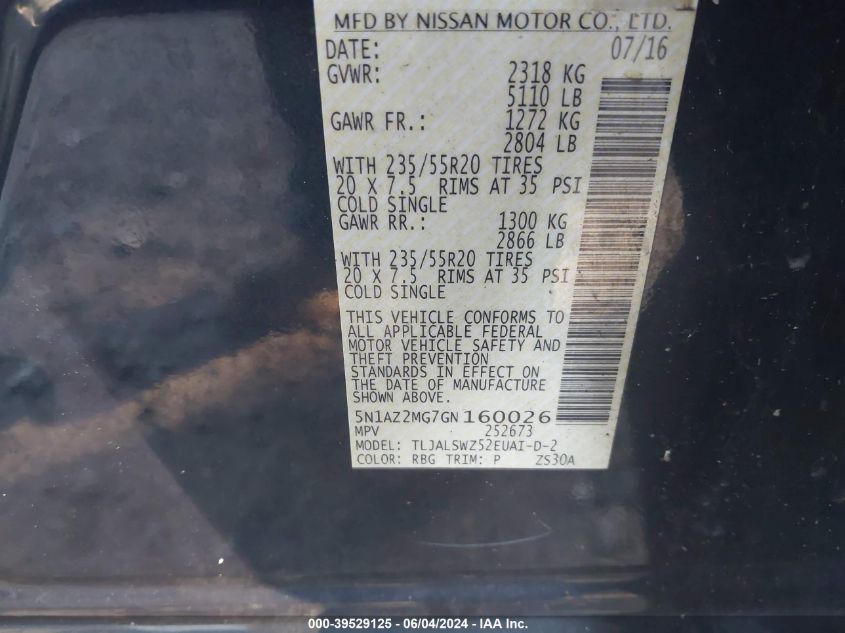 MFD BY NISSAN MOTOR CO., LTD.
DATE: 07/16
GVWR: 2318 KG
5110 LB
GAWR FR.: 1272 KG
2804 LB
WITH 235/55R20 TIRES
20 X 7.5 RIMS AT 35 PSI
COLD SINGLE
GAWR RR.: 1300 KG
2866 LB
WITH 235/55R20 TIRES
20 X 7.5 RIMS AT 35 PSI
COLD SINGLE
THIS VEHICLE CONFORMS TO
ALL APPLICABLE FEDERAL
MOTOR VEHICLE SAFETY AND
THEFT PREVENTION
STANDARDS IN EFFECT ON
THE DATE OF MANUFACTURE
SHOWN ABOVE.
5N1AZ2MG7GN160026
MPV 252673
MODEL: TLJALSWZ52EUAI-D-2
COLOR: RBG TRIM: P ZS30A
000-39529125 - 06/04/2024 - IAA Inc.